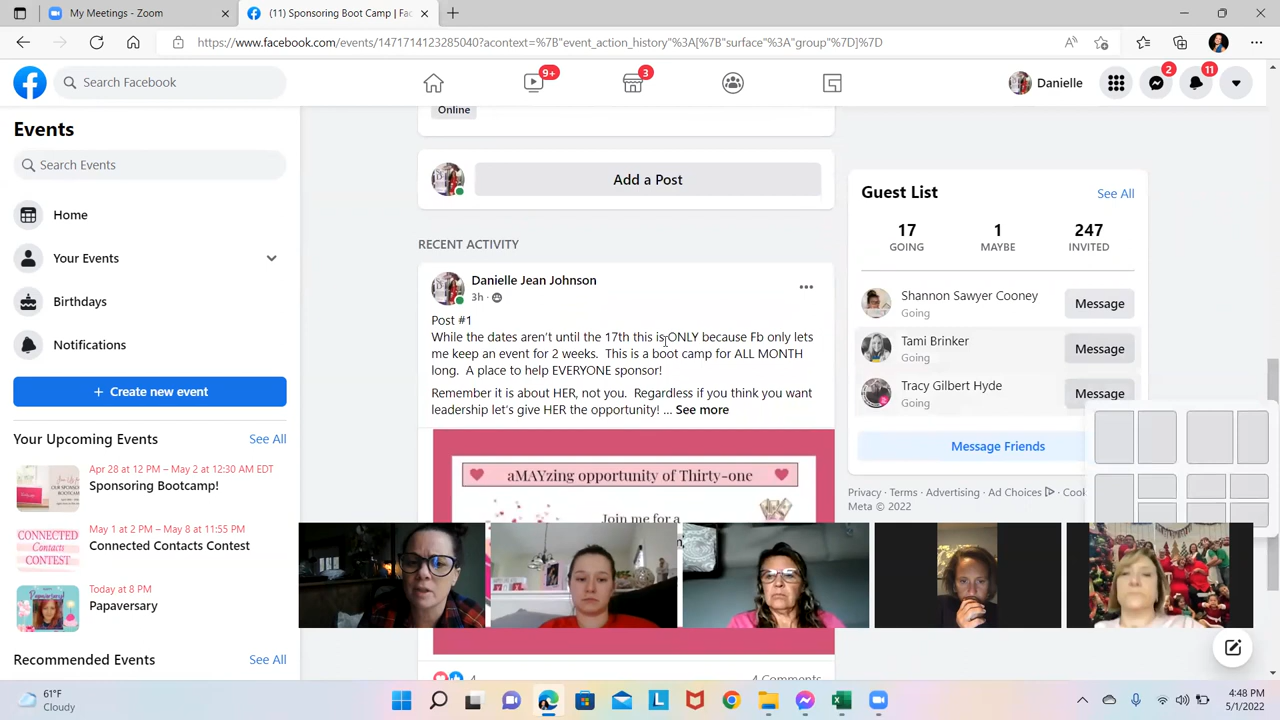 My Meetings - Zoom
(11) Sponsoring Boot Camp | Fac
https://www.facebook.com/events/1471714123285040?acontext=%7B"event_action_history"%3A[%7B"surface"%3A"group"%7D]%7D
Search Facebook
9+
3
Danielle
2
11
Events
Search Events
Home
Your Events
Birthdays
Notifications
+ Create new event
Your Upcoming Events
See All
Apr 28 at 12 PM – May 2 at 12:30 AM EDT
Sponsoring Bootcamp!
May 1 at 2 PM – May 8 at 11:55 PM
Connected Contacts Contest
CONNECTED
Contacts
CONTEST
Today at 8 PM
Papaversary
Recommended Events
See All
Online
Add a Post
RECENT ACTIVITY
Danielle Jean Johnson
3h ·
Post #1
While the dates aren't until the 17th this is ONLY because Fb only lets
me keep an event for 2 weeks. This is a boot camp for ALL MONTH
long. A place to help EVERYONE sponsor!
Remember it is about HER, not you. Regardless if you think you want
leadership let's give HER the opportunity! ... See more
aMAYzing opportunity of Thirty-one
Join me for a
4
4 Comments
Guest List
See All
17
GOING
1
MAYBE
247
INVITED
Shannon Sawyer Cooney
Going
Message
Tami Brinker
Going
Message
Tracy Gilbert Hyde
Going
Message
Message Friends
Privacy · Terms · Advertising · Ad Choices · Cook
Meta © 2022
61°F
Cloudy
4:48 PM
5/1/2022